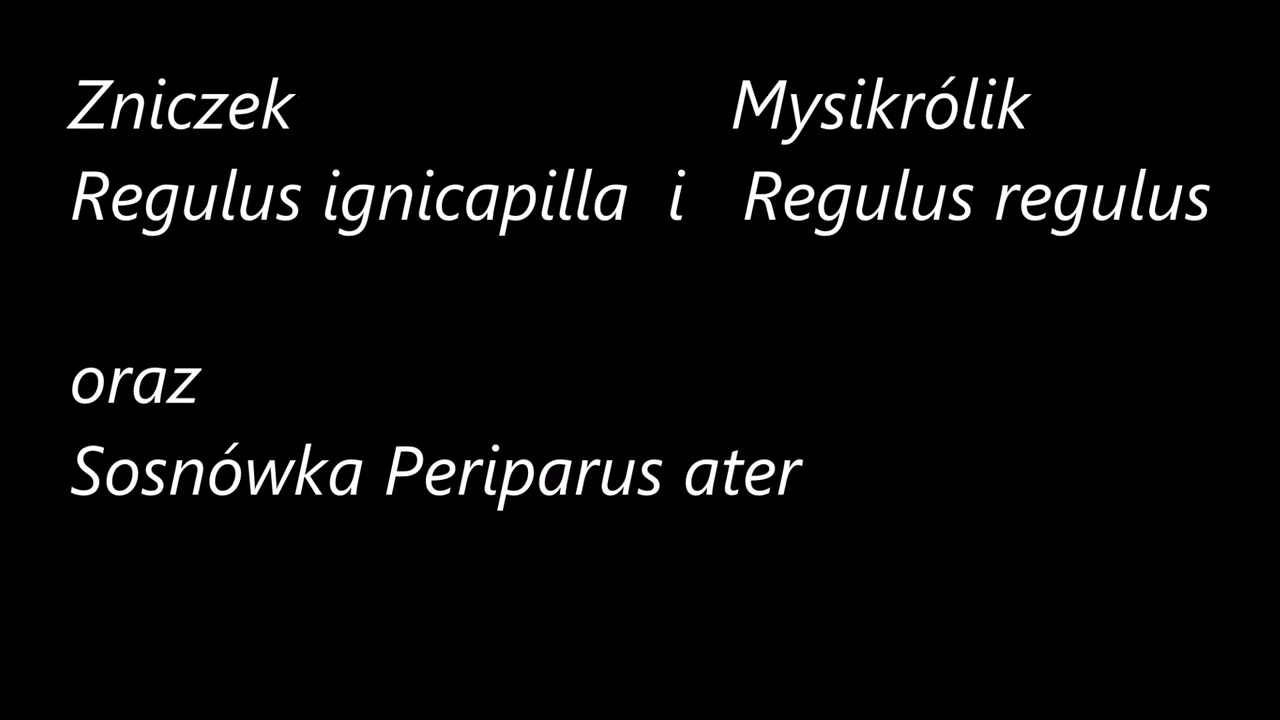 Zniczek Mysikrólik
Regulus ignicapilla i Regulus regulus
oraz
Sosnówka Periparus ater